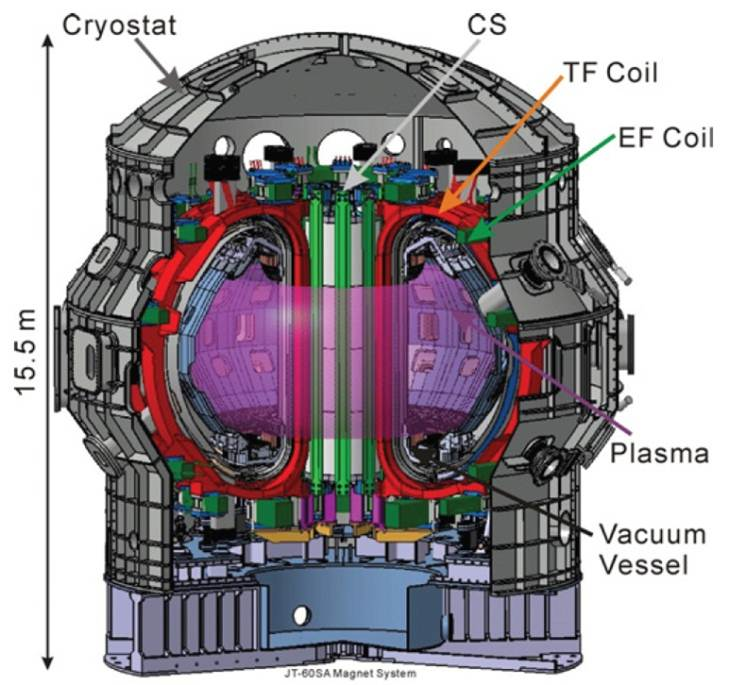 Cryostat
CS
TF Coil
EF Coil
15.5 m
Plasma
Vacuum
Vessel
JT-60SA Magnet System